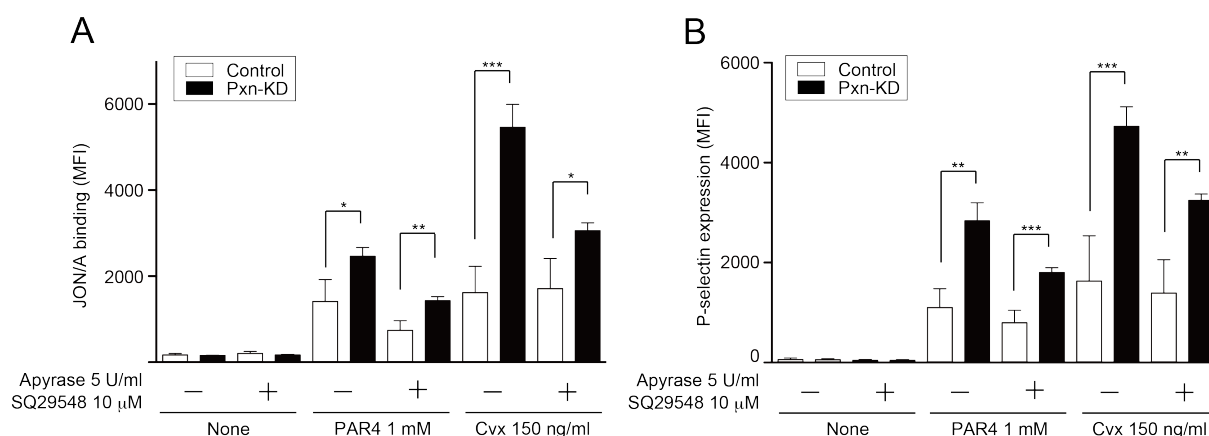 A
Control
Pxn-KD
JON/A binding (MFI)
6000
4000
2000
*
**
***
*
Apyrase 5 U/ml
SQ29548 10 μM
— + — + — +
None PAR4 1 mM Cvx 150 ng/ml
B
Control
Pxn-KD
P-selectin expression (MFI)
6000
4000
2000
0
**
***
***
**
Apyrase 5 U/ml
SQ29548 10 μM
— + — + — +
None PAR4 1 mM Cvx 150 ng/ml